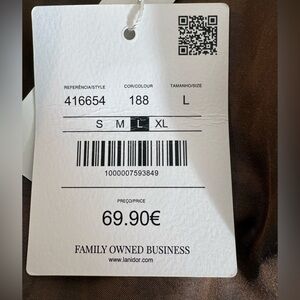 REFERÊNCIA/STYLE COR/COLOUR TAMANHO/SIZE
416654 188 L
S M L XL
1000007593849
PREÇO/PRICE
69.90€
FAMILY OWNED BUSINESS
www.lanidor.com